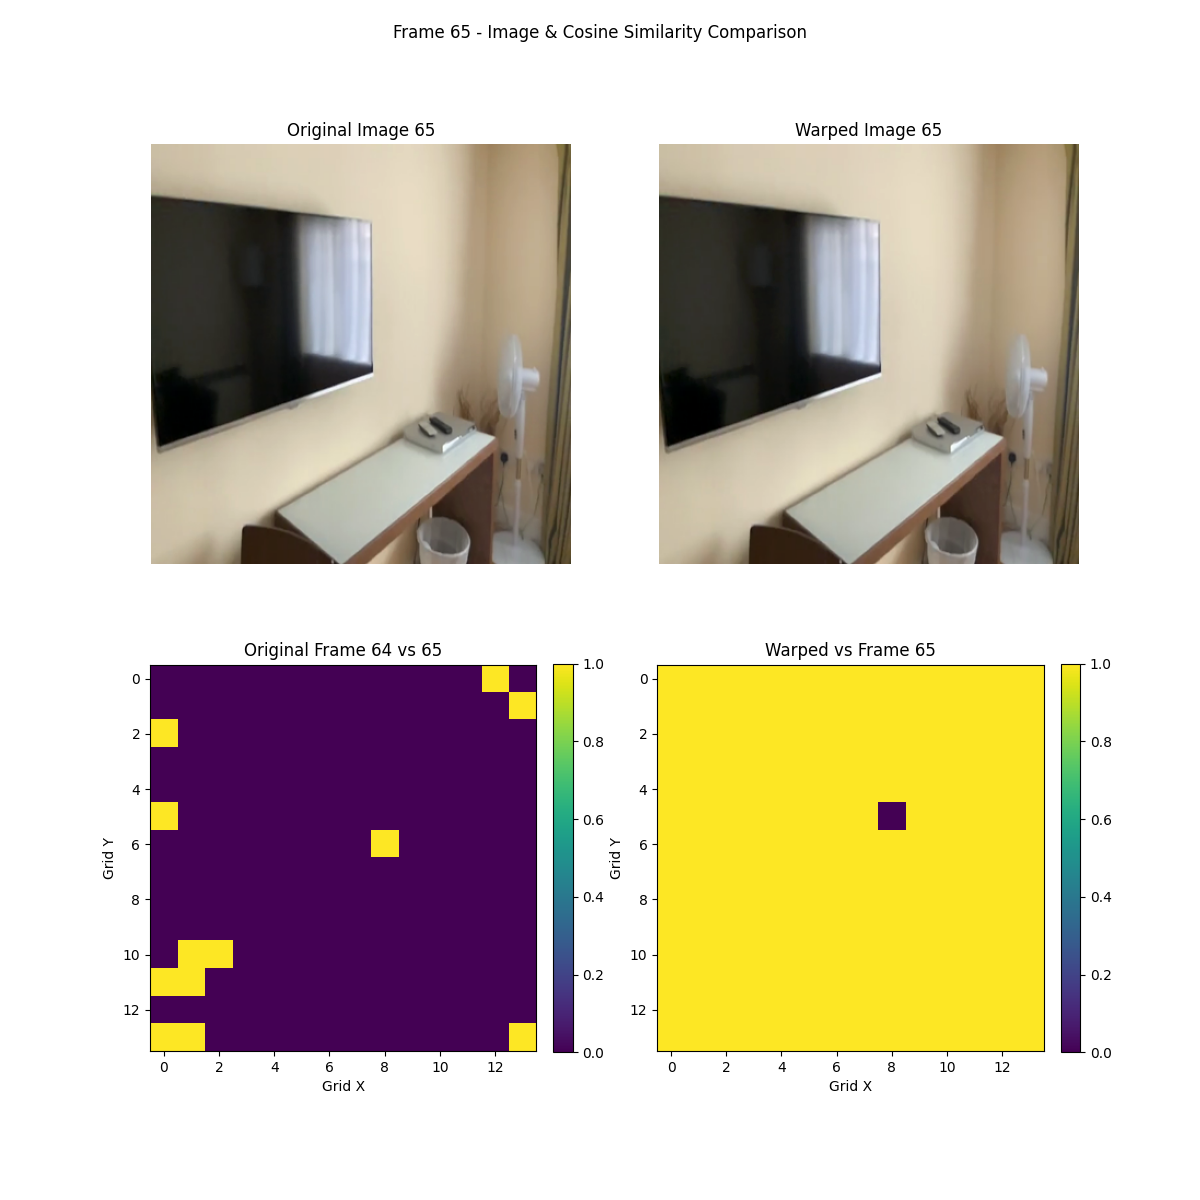 Frame 65 - Image & Cosine Similarity Comparison
Original Image 65
Warped Image 65
Original Frame 64 vs 65
Warped vs Frame 65
0
2
4
6
8
10
12
Grid Y
0 2 4 6 8 10 12
Grid X
1.0
0.8
0.6
0.4
0.2
0.0
0
2
4
6
8
10
12
Grid Y
0 2 4 6 8 10 12
Grid X
1.0
0.8
0.6
0.4
0.2
0.0